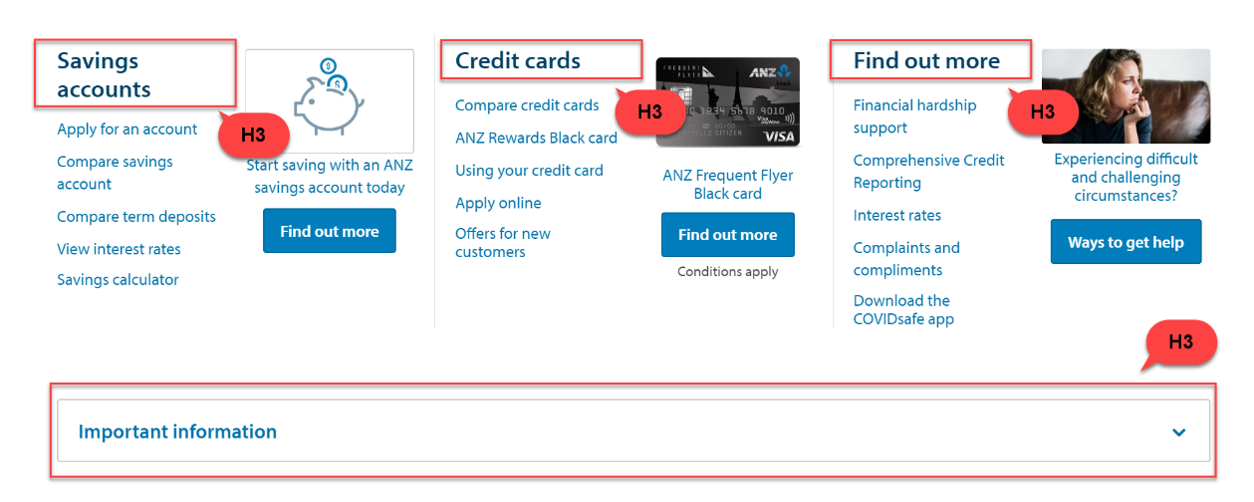 Savings
accounts
H3
Apply for an account
Compare savings
account
Compare term deposits
View interest rates
Savings calculator
Start saving with an ANZ
savings account today
Find out more
Credit cards
H3
Compare credit cards
ANZ Rewards Black card
Using your credit card
Apply online
Offers for new
customers
FREQUENT
FLYER
ANZ
black
1234 5678 9010
VISA
ANZ Frequent Flyer
Black card
Find out more
Conditions apply
Find out more
H3
Financial hardship
support
Comprehensive Credit
Reporting
Interest rates
Complaints and
compliments
Download the
COVIDsafe app
Experiencing difficult
and challenging
circumstances?
Ways to get help
H3
Important information